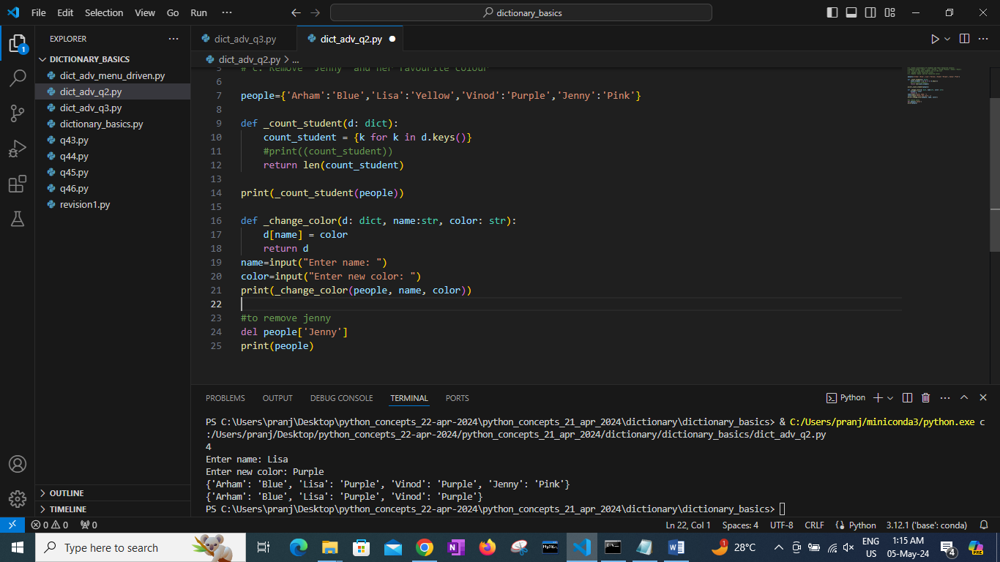 File Edit Selection View Go Run ··· dictionary_basics
EXPLORER ···
DICTIONARY_BASICS
dict_adv_menu_driven.py
dict_adv_q2.py
dict_adv_q3.py
dictionary_basics.py
q43.py
q44.py
q45.py
q46.py
revision1.py
OUTLINE
TIMELINE
1
dict_adv_q3.py dict_adv_q2.py
dict_adv_q2.py > ...
5 # c. Remove 'Jenny' and her favourite colour
6
7 people={'Arham':'Blue','Lisa':'Yellow','Vinod':'Purple','Jenny':'Pink'}
8
9 def _count_student(d: dict):
10 count_student = {k for k in d.keys()}
11 #print((count_student))
12 return len(count_student)
13
14 print(_count_student(people))
15
16 def _change_color(d: dict, name:str, color: str):
17 d[name] = color
18 return d
19 name=input("Enter name: ")
20 color=input("Enter new color: ")
21 print(_change_color(people, name, color))
22
23 #to remove jenny
24 del people['Jenny']
25 print(people)
PROBLEMS OUTPUT DEBUG CONSOLE TERMINAL PORTS Python
PS C:\Users\pranj\Desktop\python_concepts_22-apr-2024\python_concepts_21_apr_2024\dictionary\dictionary_basics> & C:/Users/pranj/miniconda3/python.exe c
:/Users/pranj/Desktop/python_concepts_22-apr-2024/python_concepts_21_apr_2024/dictionary/dictionary_basics/dict_adv_q2.py
4
Enter name: Lisa
Enter new color: Purple
{'Arham': 'Blue', 'Lisa': 'Purple', 'Vinod': 'Purple', 'Jenny': 'Pink'}
{'Arham': 'Blue', 'Lisa': 'Purple', 'Vinod': 'Purple'}
PS C:\Users\pranj\Desktop\python_concepts_22-apr-2024\python_concepts_21_apr_2024\dictionary\dictionary_basics>
0 0 0 Ln 22, Col 1 Spaces: 4 UTF-8 CRLF Python 3.12.1 ('base': conda)
Type here to search 1 28°C ENG US 1:15 AM 05-May-24 4 PRE